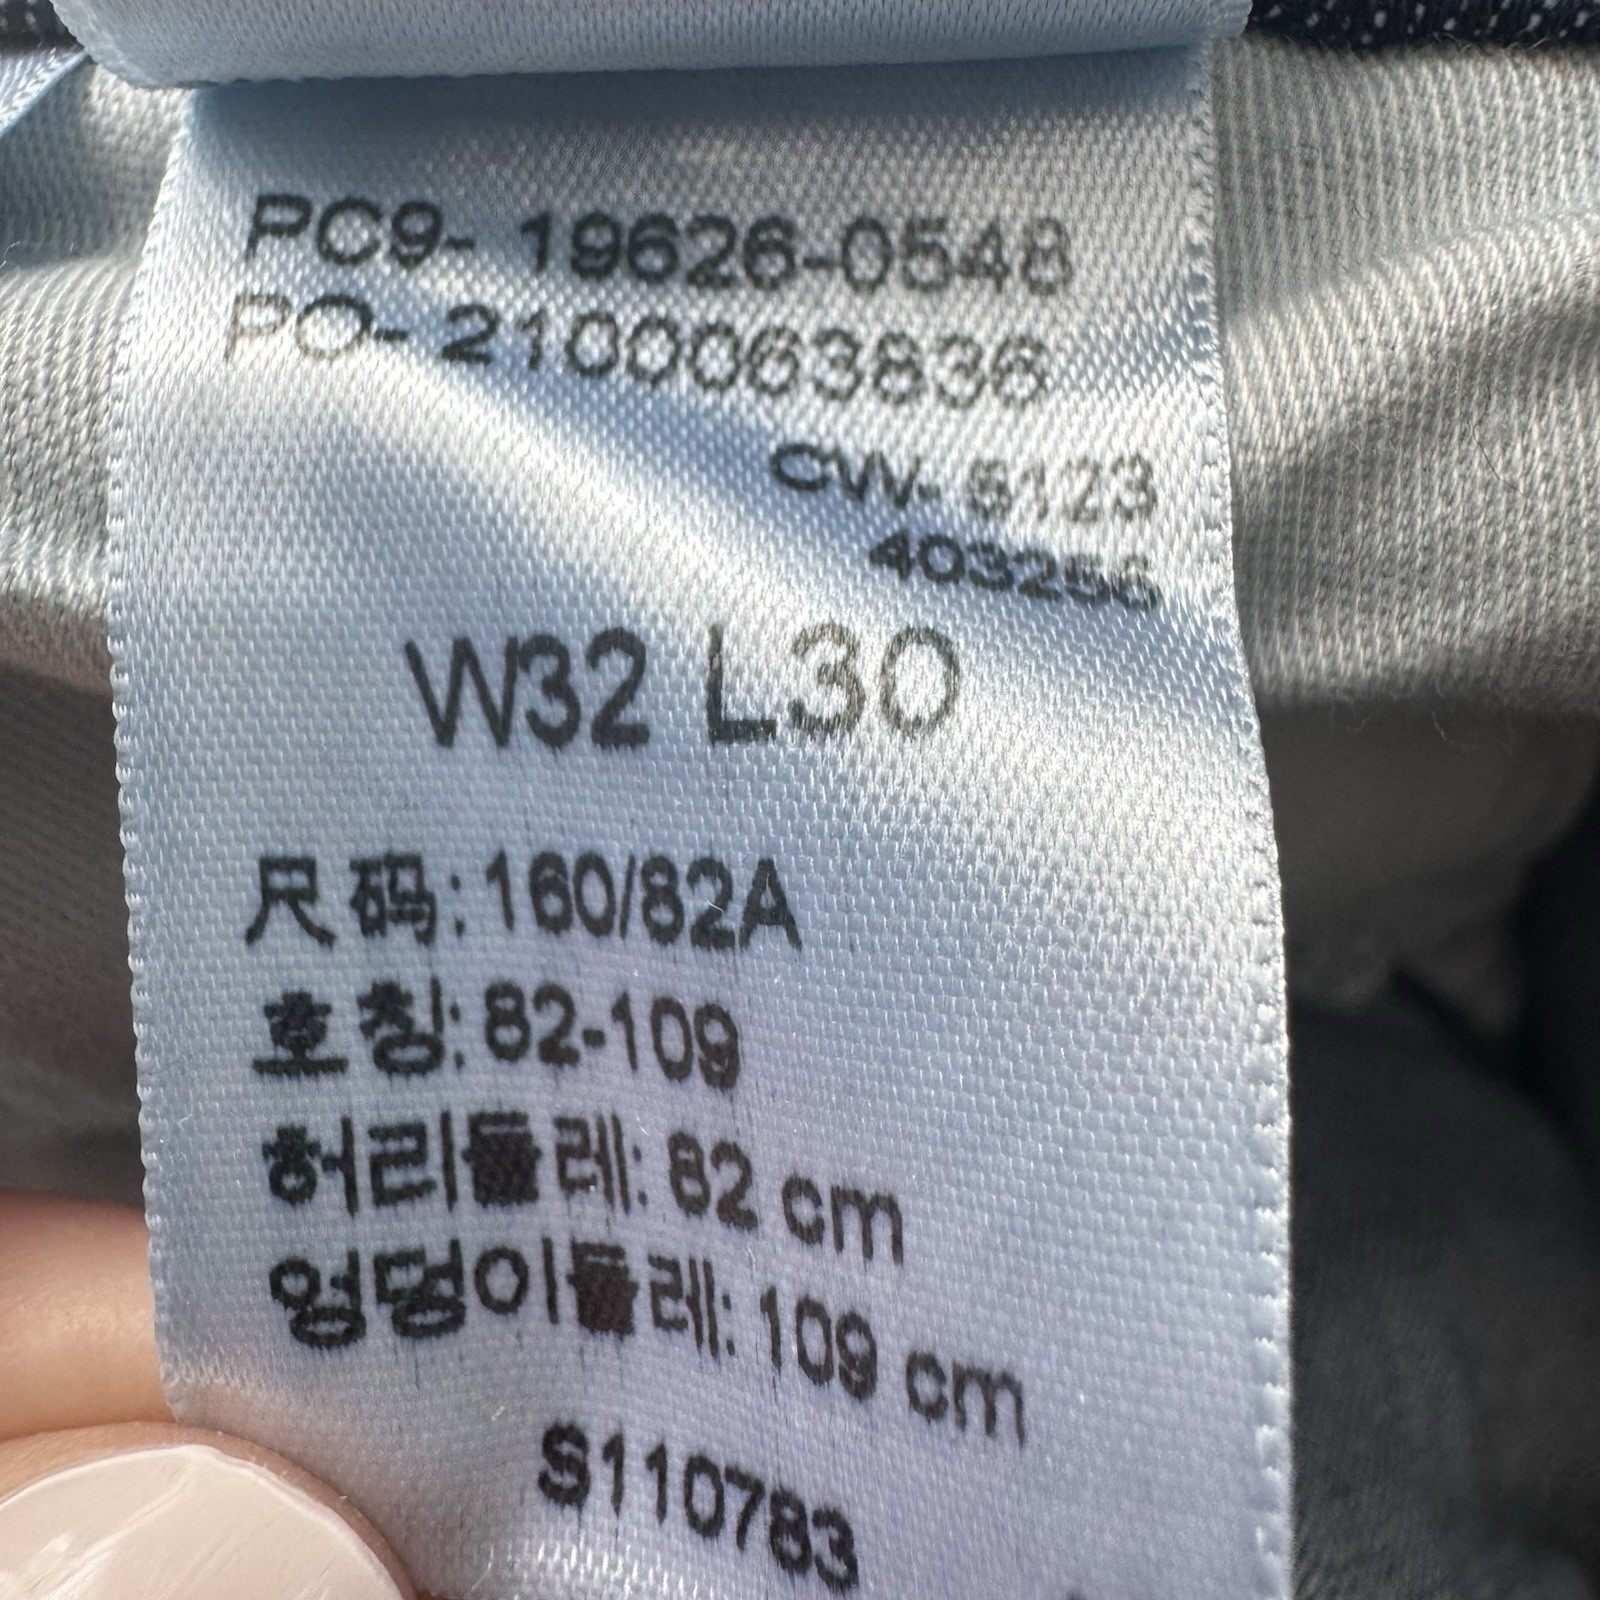 PC9- 19626-0548
PO- 2100063836
CW- 5123
403256
W32 L30
尺码: 160/82A
호칭: 82-109
허리둘레: 82 cm
엉덩이둘레: 109 cm
S110783